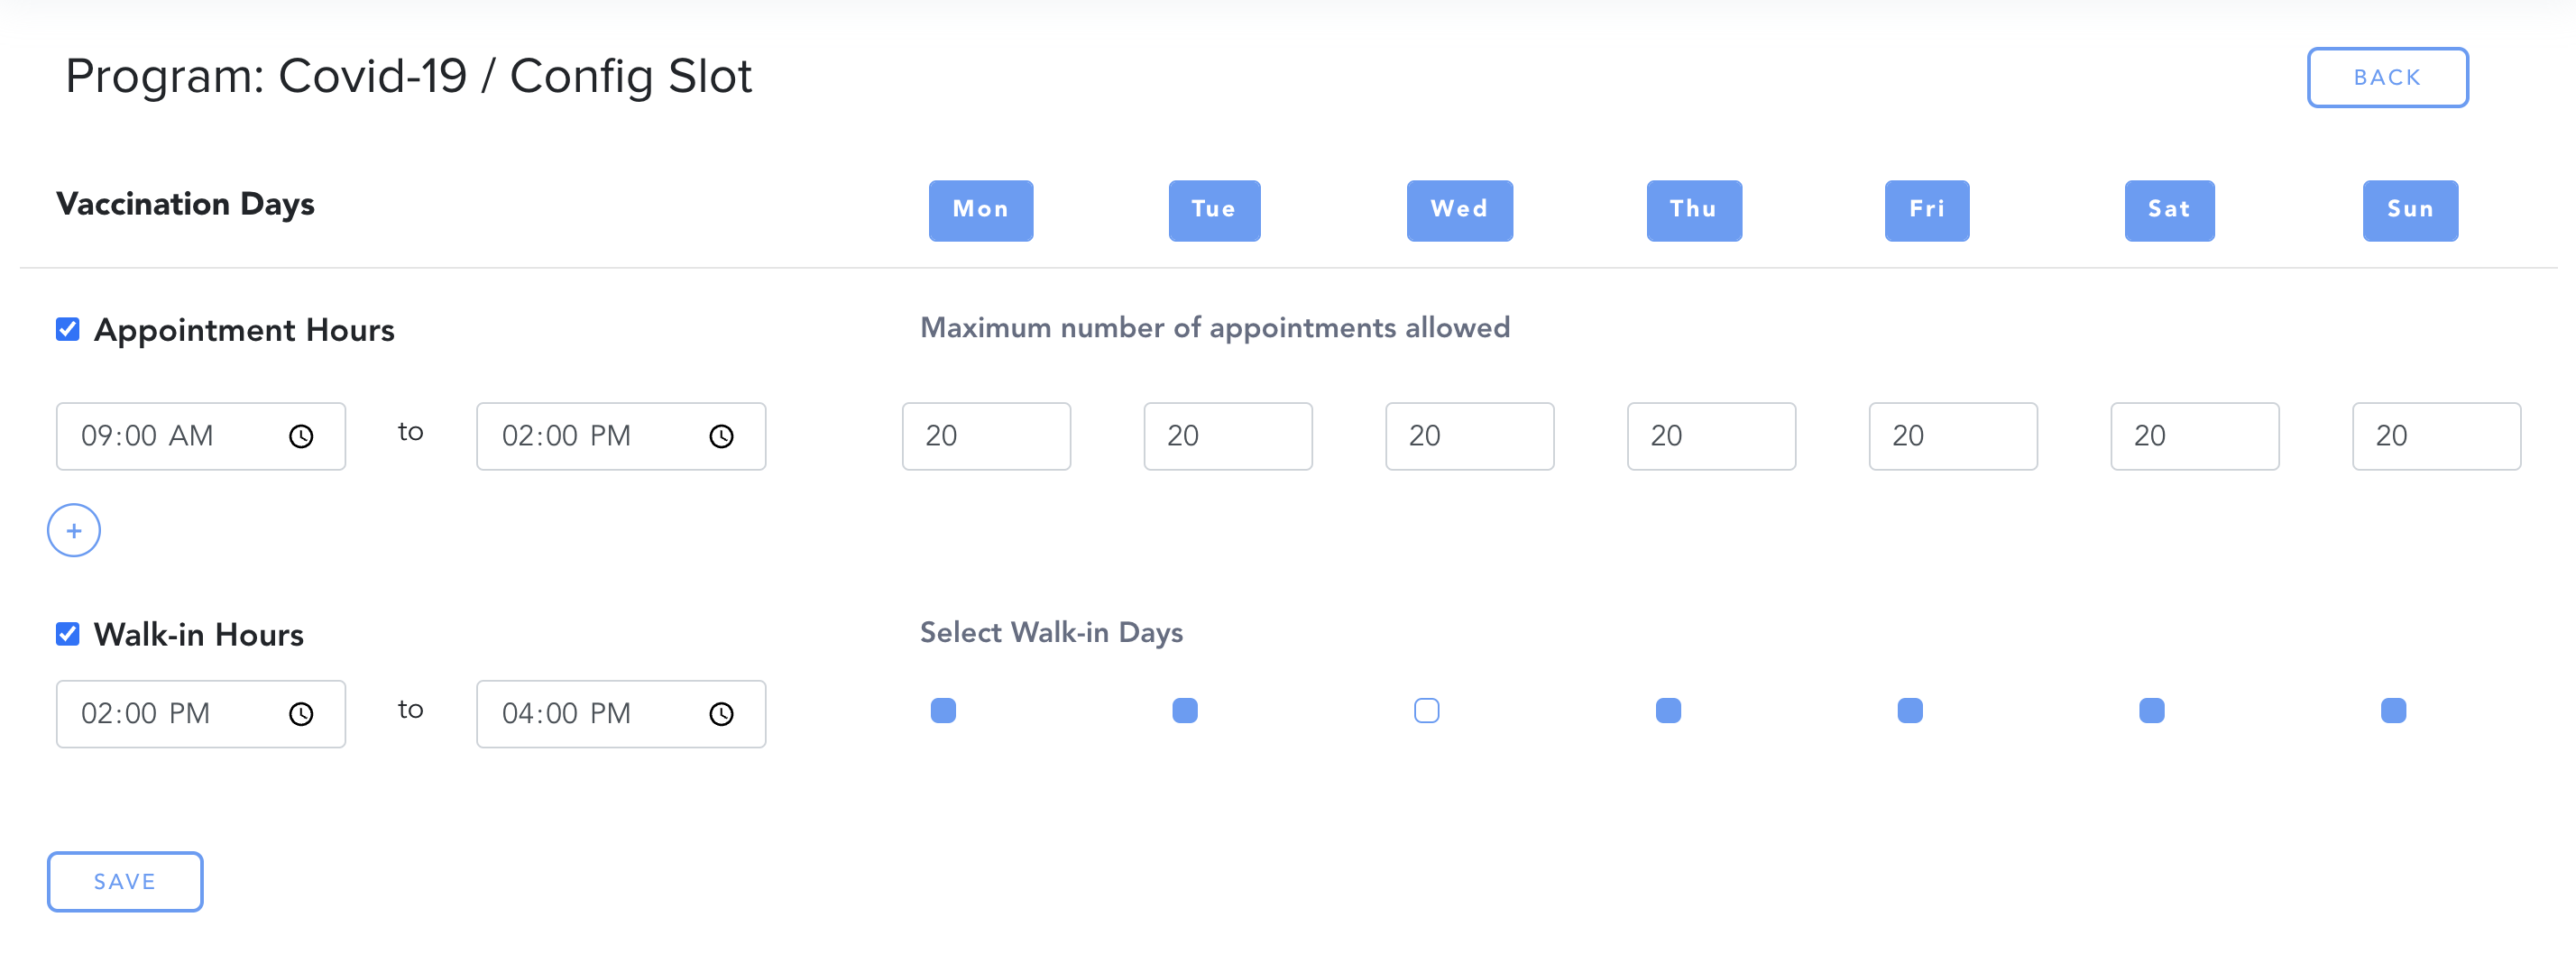 Program: Covid-19 / Config Slot
BACK
Vaccination Days
Mon Tue Wed Thu Fri Sat Sun
Appointment Hours
Maximum number of appointments allowed
09:00 AM to 02:00 PM
20 20 20 20 20 20 20
+
Walk-in Hours
Select Walk-in Days
02:00 PM to 04:00 PM
SAVE